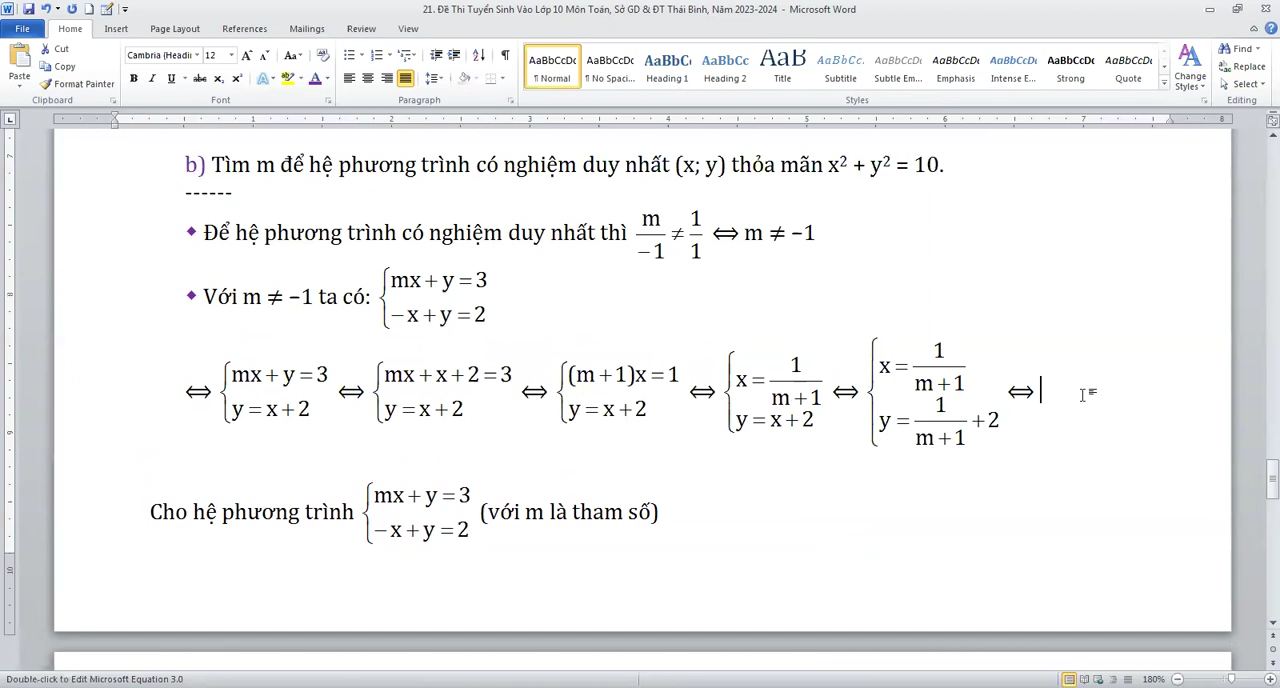 21. Đề Thi Tuyển Sinh Vào Lớp 10 Môn Toán, Sở GD & ĐT Thái Bình, Năm 2023-2024 - Microsoft Word
File Home Insert Page Layout References Mailings Review View
Paste Cut Copy Format Painter Clipboard
Cambria (Headi 12 Font
Paragraph
AaBbCcDc ¶ Normal AaBbCcDc ¶ No Spaci... AaBbC Heading 1 AaBbCc Heading 2 AaB Title AaBbCc. Subtitle AaBbCcDc Subtle Em... AaBbCcDc Emphasis AaBbCcDc Intense E... AaBbCcDc Strong AaBbCcDc Quote Change Styles Styles
Find Replace Select Editing
b) Tìm m để hệ phương trình có nghiệm duy nhất (x; y) thỏa mãn x² + y² = 10.
------
◆ Để hệ phương trình có nghiệm duy nhất thì m/−1 ≠ 1/1 ⇔ m ≠ −1
◆ Với m ≠ −1 ta có: { mx + y = 3
−x + y = 2
⇔ { mx + y = 3 ; y = x + 2 ⇔ { mx + x + 2 = 3 ; y = x + 2 ⇔ { (m + 1)x = 1 ; y = x + 2 ⇔ { x = 1/(m + 1) ; y = x + 2 ⇔ { x = 1/(m + 1) ; y = 1/(m + 1) + 2 ⇔
Cho hệ phương trình { mx + y = 3 ; −x + y = 2 (với m là tham số)
Double-click to Edit Microsoft Equation 3.0 180%